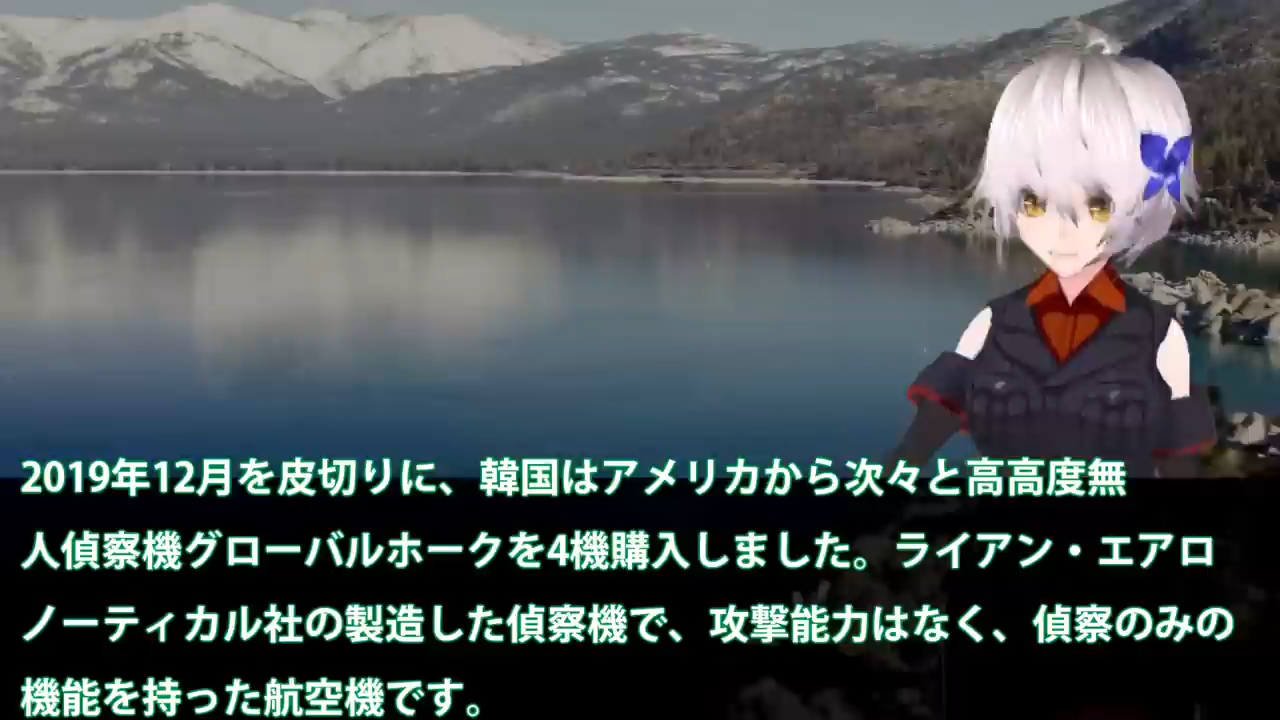 2019年12月を皮切りに、韓国はアメリカから次々と高高度無
人偵察機グローバルホークを4機購入しました。ライアン・エアロ
ノーティカル社の製造した偵察機で、攻撃能力はなく、偵察のみの
機能を持った航空機です。